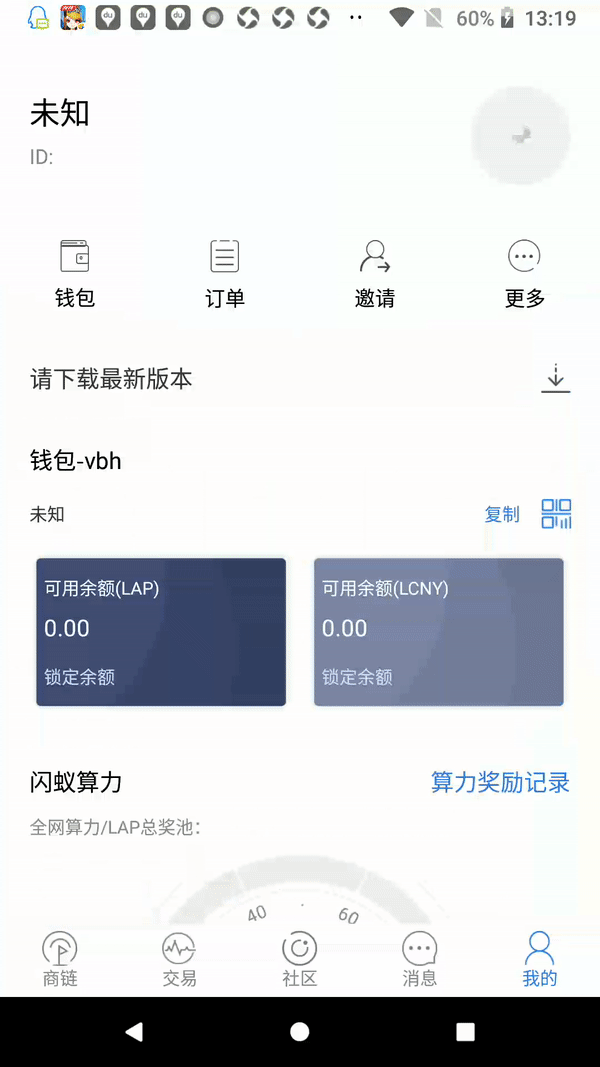 60% 13:19
未知
ID:
钱包 订单 邀请 更多
请下载最新版本
钱包-vbh
未知 复制
可用余额(LAP) 可用余额(LCNY)
0.00 0.00
锁定余额 锁定余额
闪蚁算力 算力奖励记录
全网算力/LAP总奖池：
40 60
商链 交易 社区 消息 我的